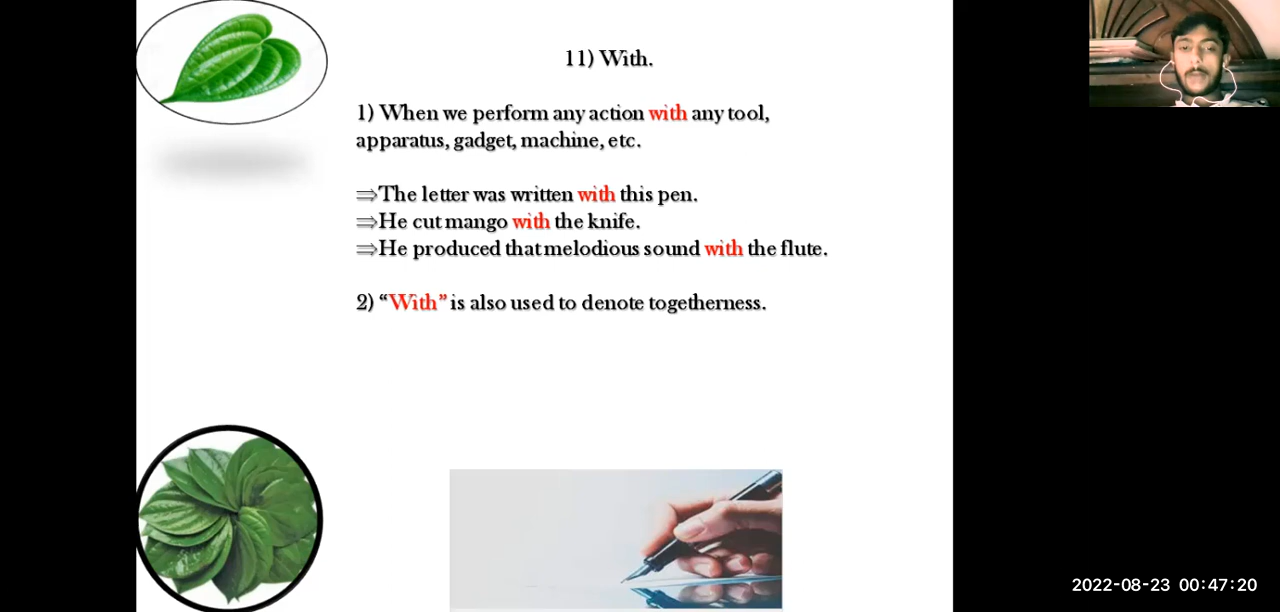 11) With.
1) When we perform any action with any tool,
apparatus, gadget, machine, etc.
⇒The letter was written with this pen.
⇒He cut mango with the knife.
⇒He produced that melodious sound with the flute.
2) “With” is also used to denote togetherness.
2022-08-23 00:47:20